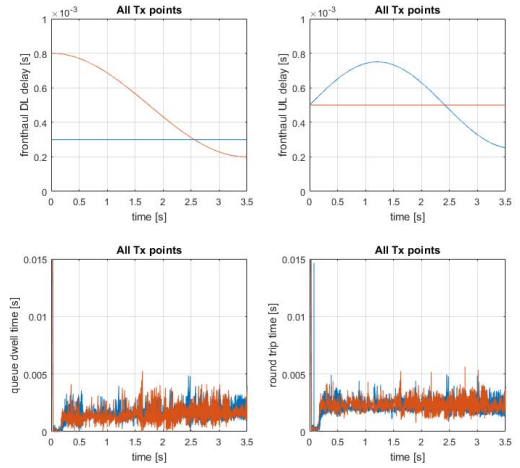 All Tx points
1 ×10⁻³
0.8
0.6
0.4
0.2
0
fronthaul DL delay [s]
0 0.5 1 1.5 2 2.5 3 3.5
time [s]
All Tx points
1 ×10⁻³
0.8
0.6
0.4
0.2
0
fronthaul UL delay [s]
0 0.5 1 1.5 2 2.5 3 3.5
time [s]
All Tx points
0.015
0.01
0.005
0
queue dwell time [s]
0 0.5 1 1.5 2 2.5 3 3.5
time [s]
All Tx points
0.015
0.01
0.005
0
round trip time [s]
0 0.5 1 1.5 2 2.5 3 3.5
time [s]